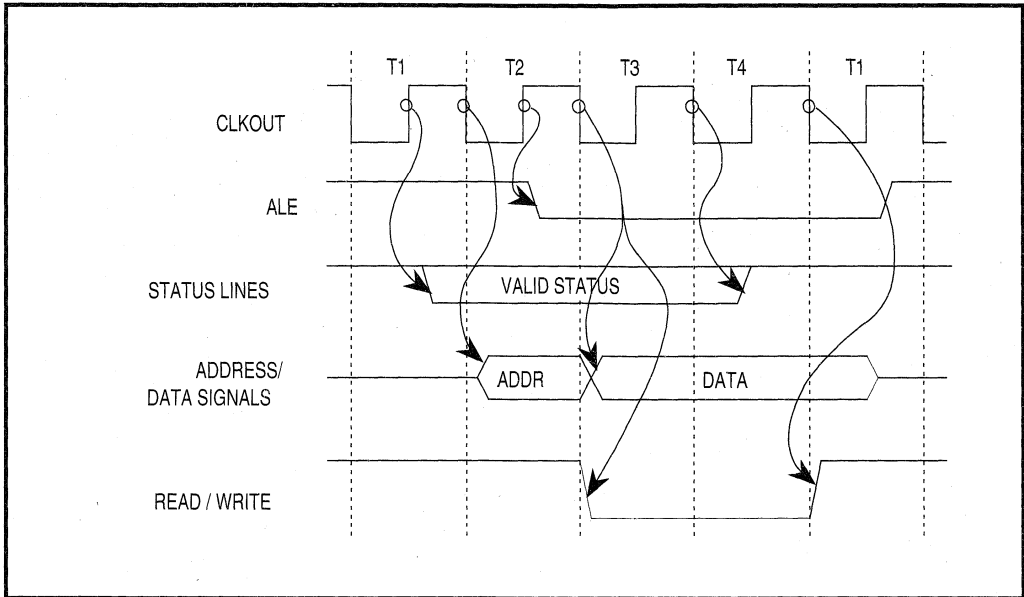 T1 T2 T3 T4 T1
CLKOUT
ALE
STATUS LINES
VALID STATUS
ADDRESS/
DATA SIGNALS
ADDR
DATA
READ / WRITE